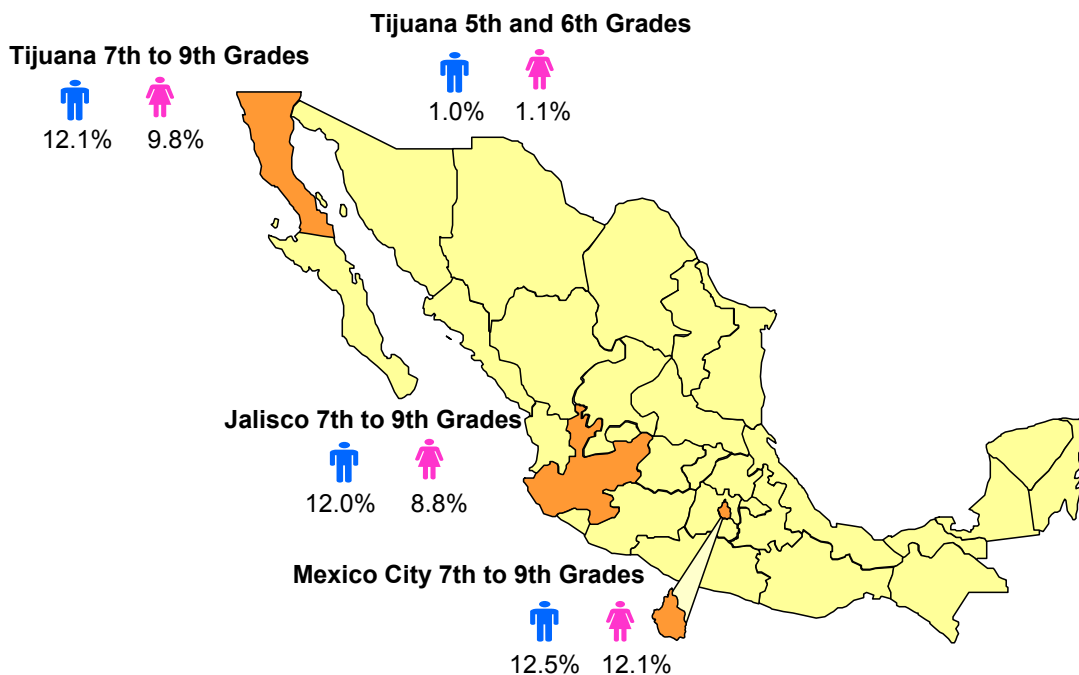 Tijuana 5th and 6th Grades
1.0% 1.1%
Tijuana 7th to 9th Grades
12.1% 9.8%
Jalisco 7th to 9th Grades
12.0% 8.8%
Mexico City 7th to 9th Grades
12.5% 12.1%